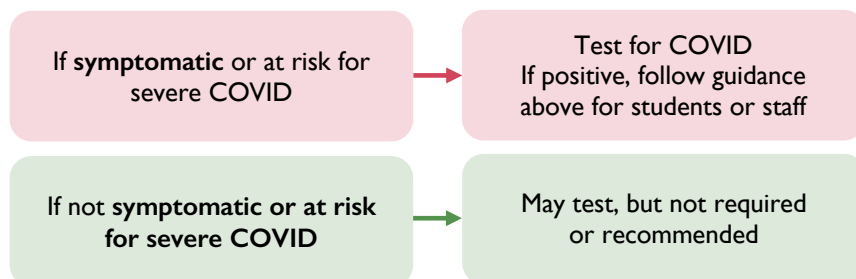 If symptomatic or at risk for
severe COVID
Test for COVID
If positive, follow guidance
above for students or staff
If not symptomatic or at risk
for severe COVID
May test, but not required
or recommended